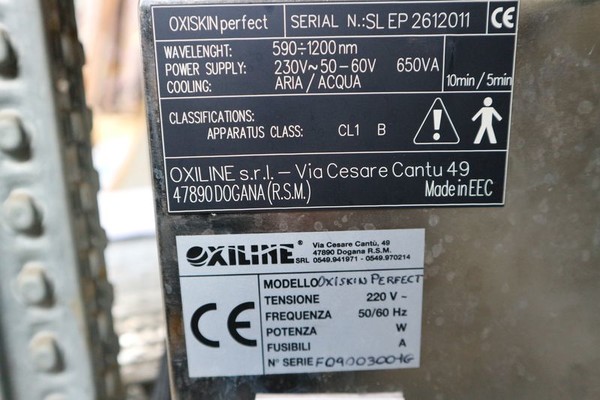 OXISKIN perfect SERIAL N.: SL EP 2612011 CE
WAVELENGHT: 590÷1200 nm
POWER SUPPLY: 230V~50-60V 650VA
COOLING: ARIA / ACQUA 10min / 5min
CLASSIFICATIONS:
APPARATUS CLASS: CL1 B
OXILINE s.r.l. - Via Cesare Cantu 49
47890 DOGANA (R.S.M.) Made in EEC
OXILINE® SRL
Via Cesare Cantù, 49
47890 Dogana R.S.M.
0549.941971 - 0549.970214
CE
MODELLO OXISKIN PERFECT
TENSIONE 220 V ~
FREQUENZA 50/60 Hz
POTENZA W
FUSIBILI A
N° SERIE